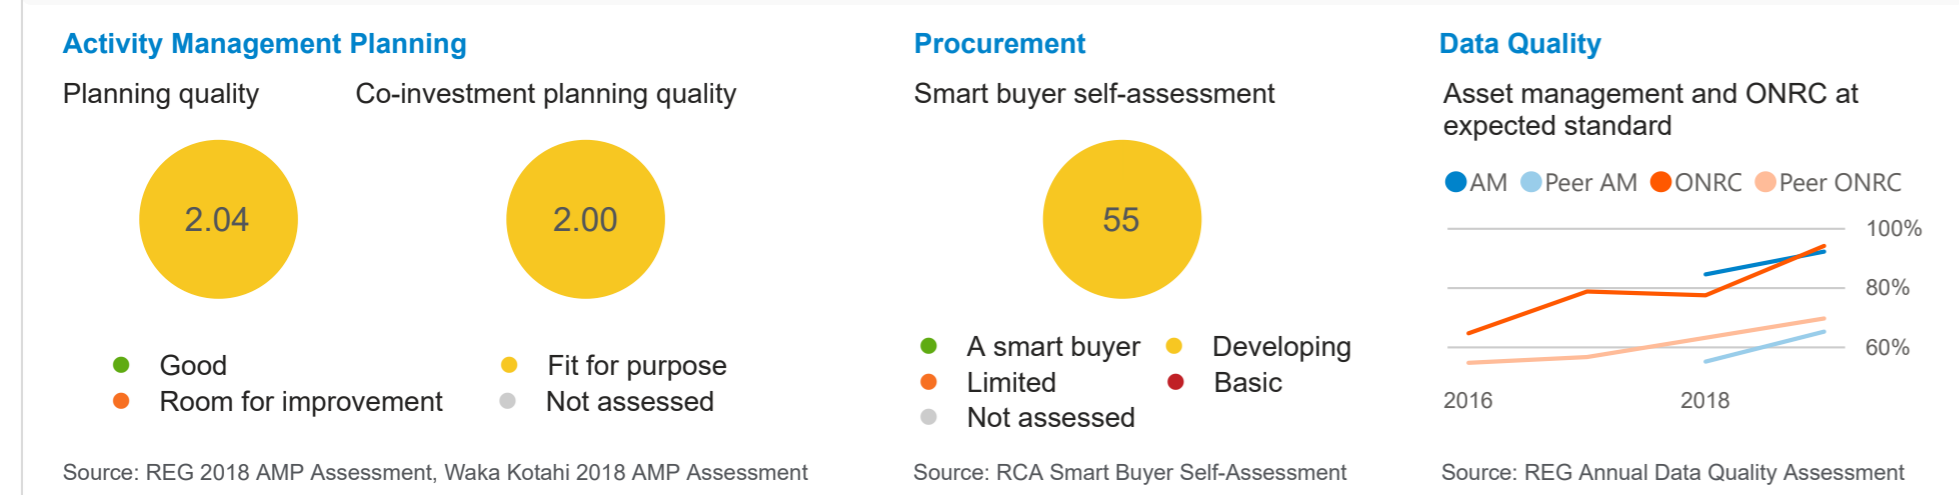 Activity Management Planning
Planning quality
Co-investment planning quality
2.04
2.00
Good
Fit for purpose
Room for improvement
Not assessed
Source: REG 2018 AMP Assessment, Waka Kotahi 2018 AMP Assessment
Procurement
Smart buyer self-assessment
55
A smart buyer
Developing
Limited
Basic
Not assessed
Source: RCA Smart Buyer Self-Assessment
Data Quality
Asset management and ONRC at
expected standard
AM Peer AM ONRC Peer ONRC
100%
80%
60%
2016
2018
Source: REG Annual Data Quality Assessment